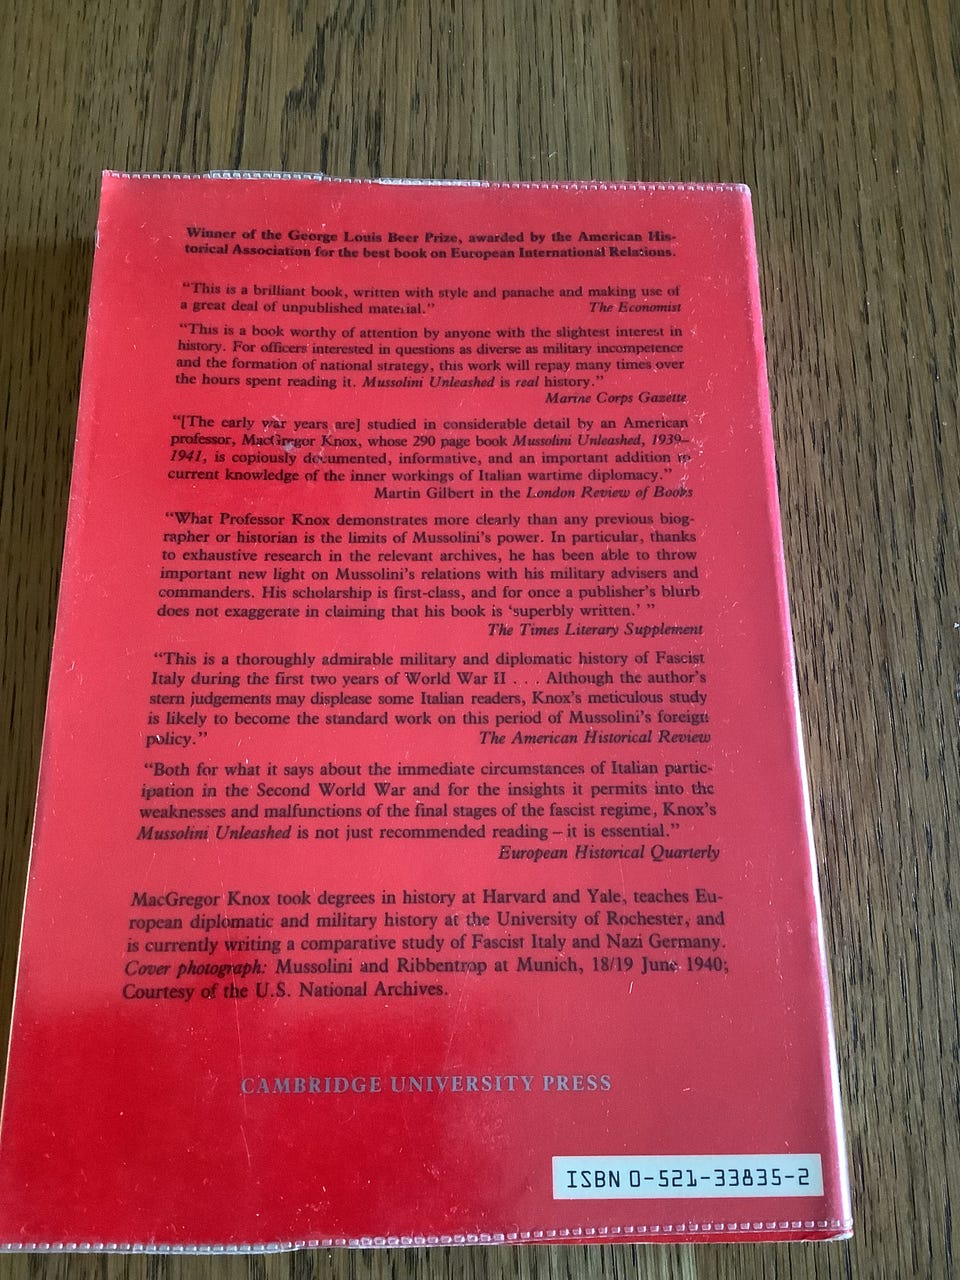 Winner of the George Louis Beer Prize, awarded by the American His-
torical Association for the best book on European International Relations.
“This is a brilliant book, written with style and panache and making use of
a great deal of unpublished material.” The Economist
“This is a book worthy of attention by anyone with the slightest interest in
history. For officers interested in questions as diverse as military incompetence
and the formation of national strategy, this work will repay many times over
the hours spent reading it. Mussolini Unleashed is real history.”
Marine Corps Gazette
“[The early war years are] studied in considerable detail by an American
professor, MacGregor Knox, whose 290 page book Mussolini Unleashed, 1939–
1941, is copiously documented, informative, and an important addition to
current knowledge of the inner workings of Italian wartime diplomacy.”
Martin Gilbert in the London Review of Books
“What Professor Knox demonstrates more clearly than any previous biog-
rapher or historian is the limits of Mussolini’s power. In particular, thanks
to exhaustive research in the relevant archives, he has been able to throw
important new light on Mussolini’s relations with his military advisers and
commanders. His scholarship is first-class, and for once a publisher’s blurb
does not exaggerate in claiming that his book is ‘superbly written.’ ”
The Times Literary Supplement
“This is a thoroughly admirable military and diplomatic history of Fascist
Italy during the first two years of World War II . . . Although the author’s
stern judgements may displease some Italian readers, Knox’s meticulous study
is likely to become the standard work on this period of Mussolini’s foreign
policy.” The American Historical Review
“Both for what it says about the immediate circumstances of Italian partic-
ipation in the Second World War and for the insights it permits into the
weaknesses and malfunctions of the final stages of the fascist regime, Knox’s
Mussolini Unleashed is not just recommended reading – it is essential.”
European Historical Quarterly
MacGregor Knox took degrees in history at Harvard and Yale, teaches Eu-
ropean diplomatic and military history at the University of Rochester, and
is currently writing a comparative study of Fascist Italy and Nazi Germany.
Cover photograph: Mussolini and Ribbentrop at Munich, 18/19 June 1940;
Courtesy of the U.S. National Archives.
CAMBRIDGE UNIVERSITY PRESS
ISBN 0-521-33835-2